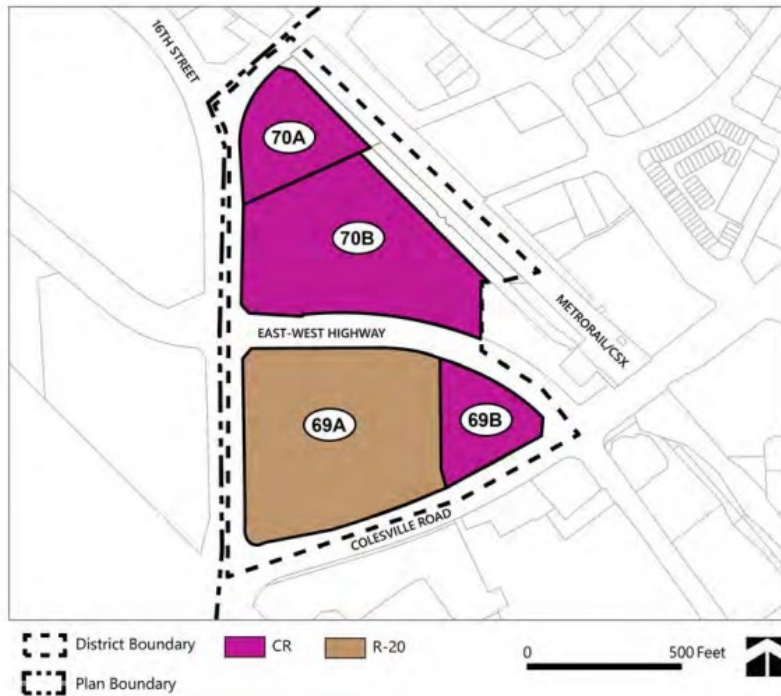 16TH STREET
70A
70B
METRORAIL/CSX
EAST-WEST HIGHWAY
69A
69B
COLESVILLE ROAD
District Boundary
CR
R-20
0
500 Feet
Plan Boundary